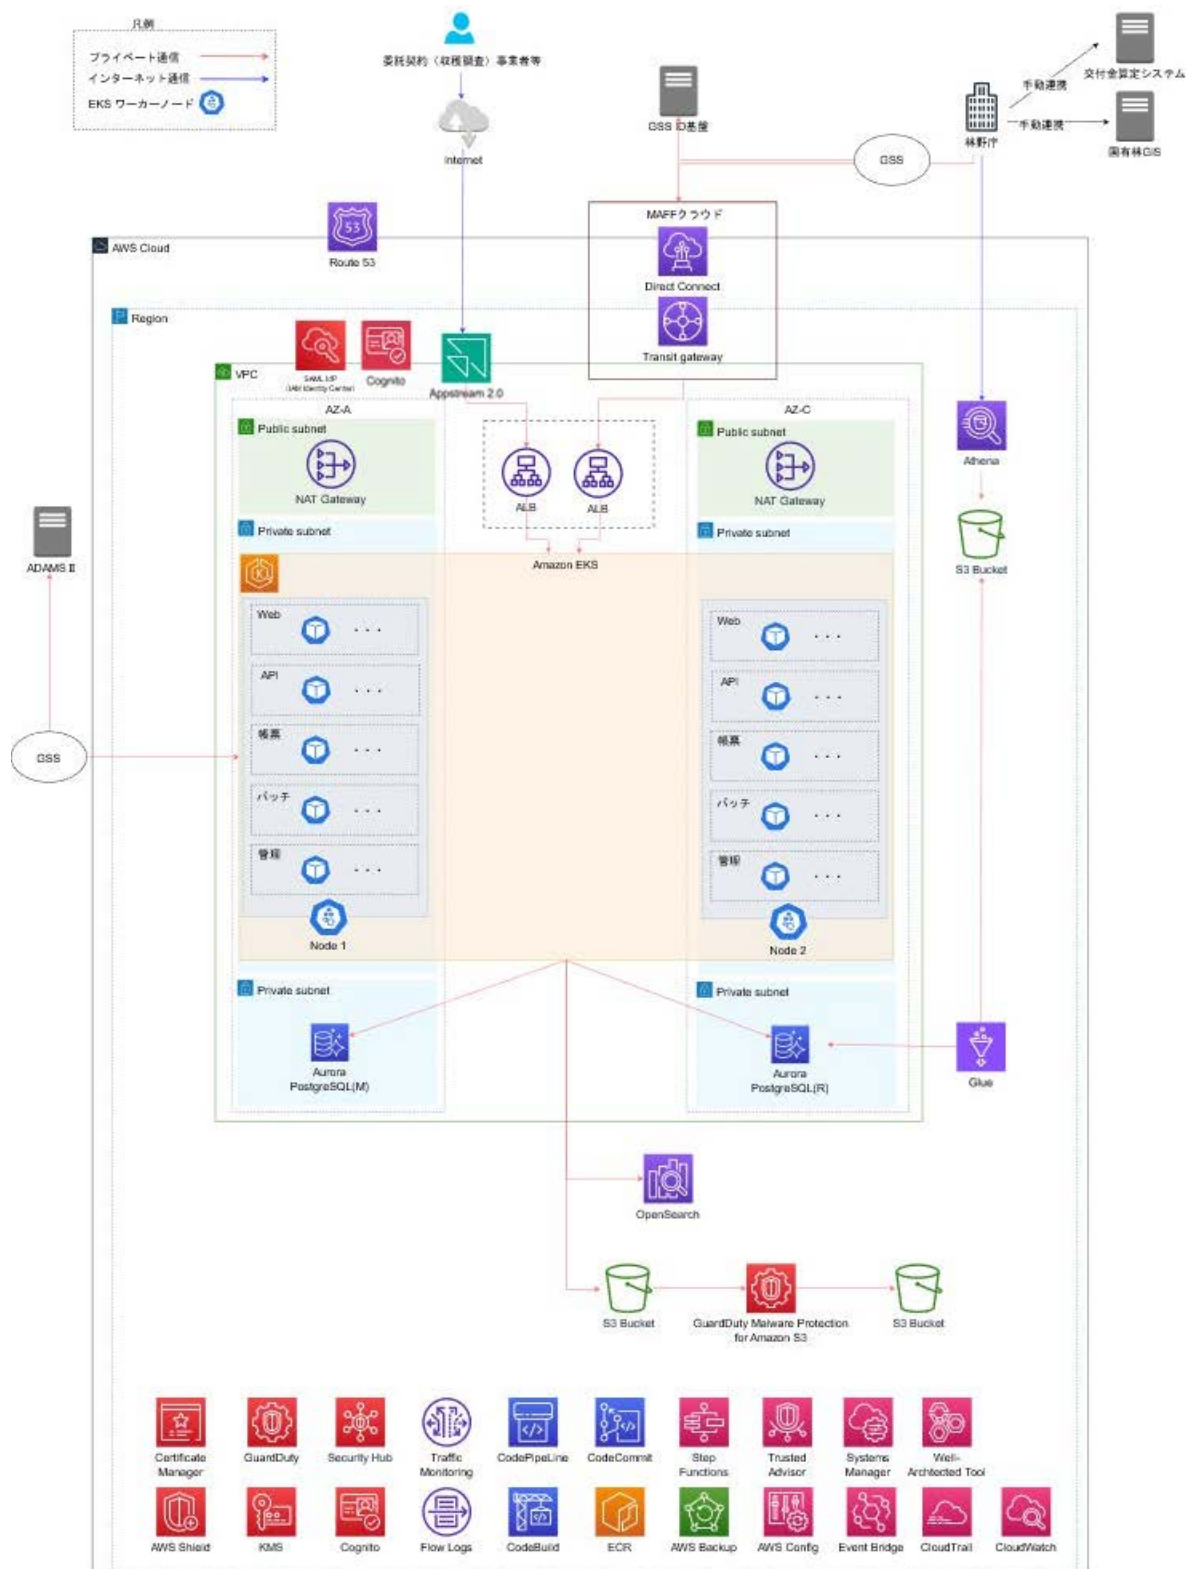 凡例
プライベート通信
インターネット通信
EKS ワーカーノード
委託契約（収穫調査）事業者等
Internet
GSS ID基盤
GSS
林野庁
手動連携
交付金算定システム
手動連携
国有林GIS
AWS Cloud
Route 53
MAFFクラウド
Direct Connect
Transit gateway
Region
VPC
SAML IdP
(IAM Identity Center)
Cognito
Appstream 2.0
AZ-A
Public subnet
NAT Gateway
Private subnet
ALB
ALB
Amazon EKS
AZ-C
Public subnet
NAT Gateway
Private subnet
Athena
S3 Bucket
ADAMS II
GSS
Web
API
帳票
バッチ
管理
Node 1
Web
API
帳票
バッチ
管理
Node 2
Private subnet
Aurora
PostgreSQL(M)
Private subnet
Aurora
PostgreSQL(R)
Glue
OpenSearch
S3 Bucket
GuardDuty Malware Protection
for Amazon S3
S3 Bucket
Certificate
Manager
GuardDuty
Security Hub
Traffic
Monitoring
CodePipeLine
CodeCommit
Step
Functions
Trusted
Advisor
Systems
Manager
Well-
Archtected Tool
AWS Shield
KMS
Cognito
Flow Logs
CodeBuild
ECR
AWS Backup
AWS Config
Event Bridge
CloudTrail
CloudWatch